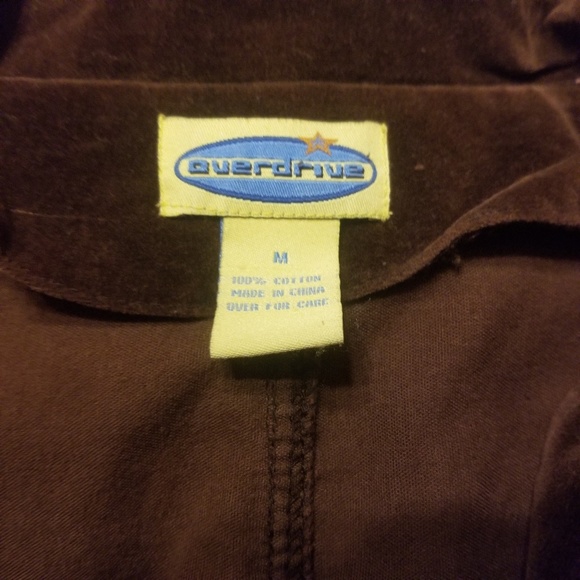 overdrive
M
100% COTTON
MADE IN CHINA
OVER FOR CARE